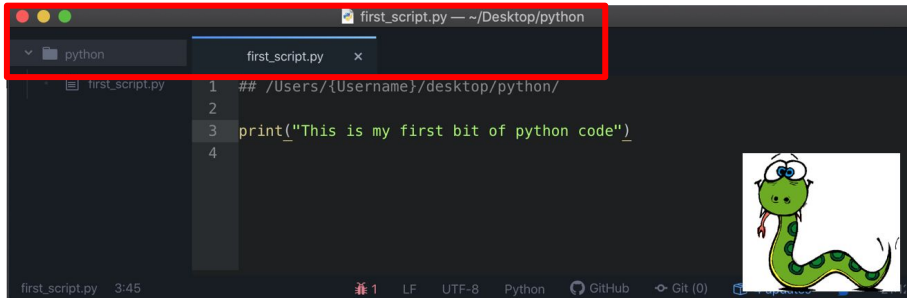 first_script.py — ~/Desktop/python
python
first_script.py ×
first_script.py
1 ## /Users/{Username}/desktop/python/
2
3 print("This is my first bit of python code")
4
first_script.py 3:45 1 LF UTF-8 Python GitHub Git (0)